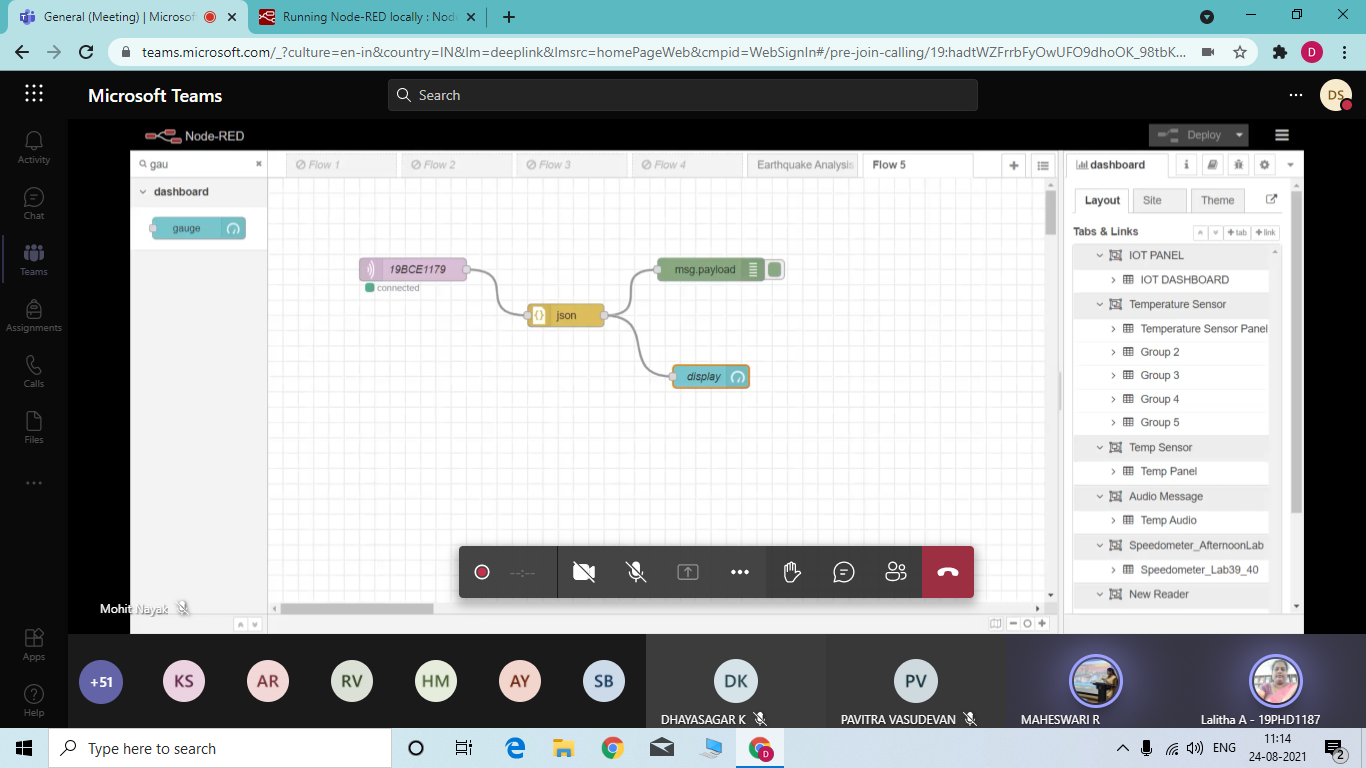 General (Meeting) | Microsof
Running Node-RED locally : Nod
teams.microsoft.com/_?culture=en-in&country=IN&lm=deeplink&lmsrc=homePageWeb&cmpid=WebSignIn#/pre-join-calling/19:hadtWZFrrbFyOwUFO9dhoOK_98tbK...
D
Microsoft Teams
Search
DS
Activity
Chat
Teams
Assignments
Calls
Files
Apps
Help
Node-RED
Deploy
gau
Flow 1
Flow 2
Flow 3
Flow 4
Earthquake Analysis
Flow 5
dashboard
gauge
19BCE1179
connected
json
msg.payload
display
dashboard
Layout
Site
Theme
Tabs & Links
tab
link
IOT PANEL
IOT DASHBOARD
Temperature Sensor
Temperature Sensor Panel
Group 2
Group 3
Group 4
Group 5
Temp Sensor
Temp Panel
Audio Message
Temp Audio
Speedometer_AfternoonLab
Speedometer_Lab39_40
New Reader
--:--
Mohit Nayak
+51
KS
AR
RV
HM
AY
SB
DK
DHAYASAGAR K
PV
PAVITRA VASUDEVAN
MAHESWARI R
Lalitha A - 19PHD1187
Type here to search
D
ENG
11:14
24-08-2021
2